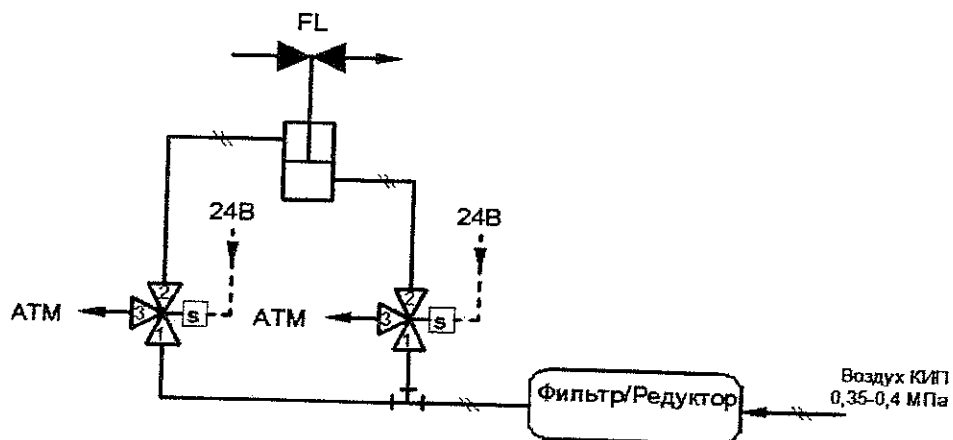 FL
24В
24В
2
3
S
1
АТМ
2
3
S
1
АТМ
Фильтр/Редуктор
Воздух КИП
0,35-0,4 МПа